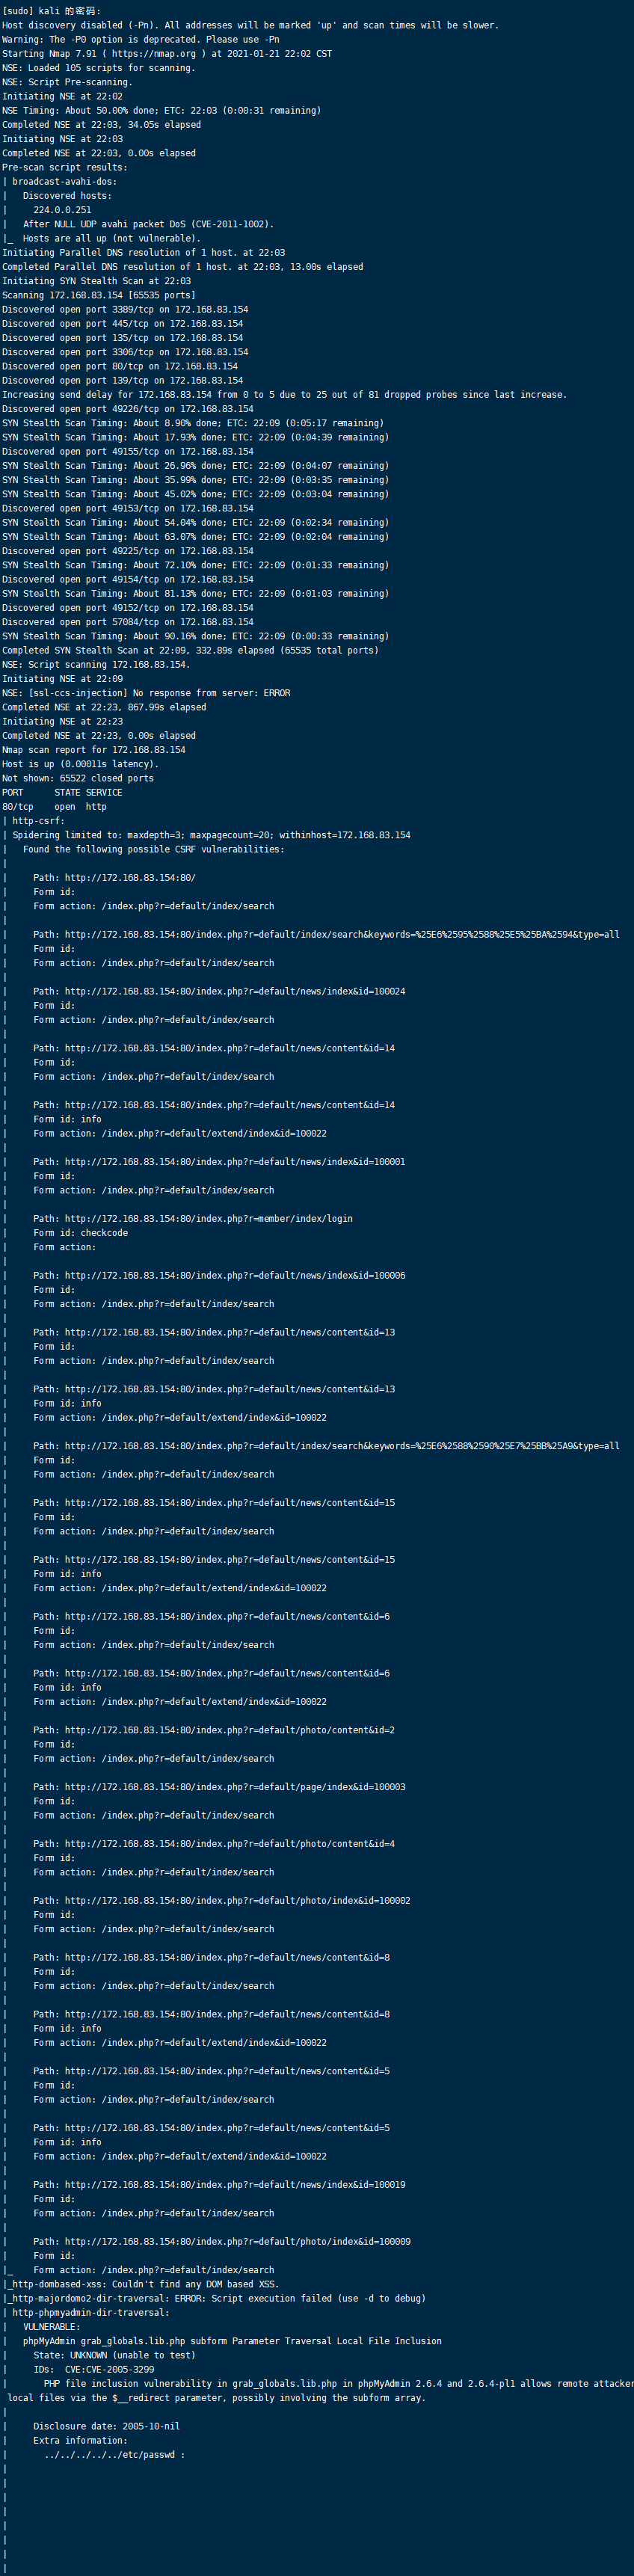 [sudo] kali 的密码:
Host discovery disabled (-Pn). All addresses will be marked 'up' and scan times will be slower.
Warning: The -P0 option is deprecated. Please use -Pn
Starting Nmap 7.91 ( https://nmap.org ) at 2021-01-21 22:02 CST
NSE: Loaded 105 scripts for scanning.
NSE: Script Pre-scanning.
Initiating NSE at 22:02
NSE Timing: About 50.00% done; ETC: 22:03 (0:00:31 remaining)
Completed NSE at 22:03, 34.05s elapsed
Initiating NSE at 22:03
Completed NSE at 22:03, 0.00s elapsed
Pre-scan script results:
| broadcast-avahi-dos:
|   Discovered hosts:
|     224.0.0.251
|   After NULL UDP avahi packet DoS (CVE-2011-1002).
|_  Hosts are all up (not vulnerable).
Initiating Parallel DNS resolution of 1 host. at 22:03
Completed Parallel DNS resolution of 1 host. at 22:03, 13.00s elapsed
Initiating SYN Stealth Scan at 22:03
Scanning 172.168.83.154 [65535 ports]
Discovered open port 3389/tcp on 172.168.83.154
Discovered open port 445/tcp on 172.168.83.154
Discovered open port 135/tcp on 172.168.83.154
Discovered open port 3306/tcp on 172.168.83.154
Discovered open port 80/tcp on 172.168.83.154
Discovered open port 139/tcp on 172.168.83.154
Increasing send delay for 172.168.83.154 from 0 to 5 due to 25 out of 81 dropped probes since last increase.
Discovered open port 49226/tcp on 172.168.83.154
SYN Stealth Scan Timing: About 8.90% done; ETC: 22:09 (0:05:17 remaining)
SYN Stealth Scan Timing: About 17.93% done; ETC: 22:09 (0:04:39 remaining)
Discovered open port 49155/tcp on 172.168.83.154
SYN Stealth Scan Timing: About 26.96% done; ETC: 22:09 (0:04:07 remaining)
SYN Stealth Scan Timing: About 35.99% done; ETC: 22:09 (0:03:35 remaining)
SYN Stealth Scan Timing: About 45.02% done; ETC: 22:09 (0:03:04 remaining)
Discovered open port 49153/tcp on 172.168.83.154
SYN Stealth Scan Timing: About 54.04% done; ETC: 22:09 (0:02:34 remaining)
SYN Stealth Scan Timing: About 63.07% done; ETC: 22:09 (0:02:04 remaining)
Discovered open port 49225/tcp on 172.168.83.154
SYN Stealth Scan Timing: About 72.10% done; ETC: 22:09 (0:01:33 remaining)
Discovered open port 49154/tcp on 172.168.83.154
SYN Stealth Scan Timing: About 81.13% done; ETC: 22:09 (0:01:03 remaining)
Discovered open port 49152/tcp on 172.168.83.154
Discovered open port 57084/tcp on 172.168.83.154
SYN Stealth Scan Timing: About 90.16% done; ETC: 22:09 (0:00:33 remaining)
Completed SYN Stealth Scan at 22:09, 332.89s elapsed (65535 total ports)
NSE: Script scanning 172.168.83.154.
Initiating NSE at 22:09
NSE: [ssl-ccs-injection] No response from server: ERROR
Completed NSE at 22:23, 867.99s elapsed
Initiating NSE at 22:23
Completed NSE at 22:23, 0.00s elapsed
Nmap scan report for 172.168.83.154
Host is up (0.00011s latency).
Not shown: 65522 closed ports
PORT      STATE SERVICE
80/tcp    open  http
| http-csrf:
| Spidering limited to: maxdepth=3; maxpagecount=20; withinhost=172.168.83.154
|   Found the following possible CSRF vulnerabilities:
|
|     Path: http://172.168.83.154:80/
|     Form id:
|     Form action: /index.php?r=default/index/search
|
|     Path: http://172.168.83.154:80/index.php?r=default/index/search&keywords=%25E6%2595%2588%25E5%25BA%2594&type=all
|     Form id:
|     Form action: /index.php?r=default/index/search
|
|     Path: http://172.168.83.154:80/index.php?r=default/news/index&id=100024
|     Form id:
|     Form action: /index.php?r=default/index/search
|
|     Path: http://172.168.83.154:80/index.php?r=default/news/content&id=14
|     Form id:
|     Form action: /index.php?r=default/index/search
|
|     Path: http://172.168.83.154:80/index.php?r=default/news/content&id=14
|     Form id: info
|     Form action: /index.php?r=default/extend/index&id=100022
|
|     Path: http://172.168.83.154:80/index.php?r=default/news/index&id=100001
|     Form id:
|     Form action: /index.php?r=default/index/search
|
|     Path: http://172.168.83.154:80/index.php?r=member/index/login
|     Form id: checkcode
|     Form action:
|
|     Path: http://172.168.83.154:80/index.php?r=default/news/index&id=100006
|     Form id:
|     Form action: /index.php?r=default/index/search
|
|     Path: http://172.168.83.154:80/index.php?r=default/news/content&id=13
|     Form id:
|     Form action: /index.php?r=default/index/search
|
|     Path: http://172.168.83.154:80/index.php?r=default/news/content&id=13
|     Form id: info
|     Form action: /index.php?r=default/extend/index&id=100022
|
|     Path: http://172.168.83.154:80/index.php?r=default/index/search&keywords=%25E6%2588%2590%25E7%25BB%25A9&type=all
|     Form id:
|     Form action: /index.php?r=default/index/search
|
|     Path: http://172.168.83.154:80/index.php?r=default/news/content&id=15
|     Form id:
|     Form action: /index.php?r=default/index/search
|
|     Path: http://172.168.83.154:80/index.php?r=default/news/content&id=15
|     Form id: info
|     Form action: /index.php?r=default/extend/index&id=100022
|
|     Path: http://172.168.83.154:80/index.php?r=default/news/content&id=6
|     Form id:
|     Form action: /index.php?r=default/index/search
|
|     Path: http://172.168.83.154:80/index.php?r=default/news/content&id=6
|     Form id: info
|     Form action: /index.php?r=default/extend/index&id=100022
|
|     Path: http://172.168.83.154:80/index.php?r=default/photo/content&id=2
|     Form id:
|     Form action: /index.php?r=default/index/search
|
|     Path: http://172.168.83.154:80/index.php?r=default/page/index&id=100003
|     Form id:
|     Form action: /index.php?r=default/index/search
|
|     Path: http://172.168.83.154:80/index.php?r=default/photo/content&id=4
|     Form id:
|     Form action: /index.php?r=default/index/search
|
|     Path: http://172.168.83.154:80/index.php?r=default/photo/index&id=100002
|     Form id:
|     Form action: /index.php?r=default/index/search
|
|     Path: http://172.168.83.154:80/index.php?r=default/news/content&id=8
|     Form id:
|     Form action: /index.php?r=default/index/search
|
|     Path: http://172.168.83.154:80/index.php?r=default/news/content&id=8
|     Form id: info
|     Form action: /index.php?r=default/extend/index&id=100022
|
|     Path: http://172.168.83.154:80/index.php?r=default/news/content&id=5
|     Form id:
|     Form action: /index.php?r=default/index/search
|
|     Path: http://172.168.83.154:80/index.php?r=default/news/content&id=5
|     Form id: info
|     Form action: /index.php?r=default/extend/index&id=100022
|
|     Path: http://172.168.83.154:80/index.php?r=default/news/index&id=100019
|     Form id:
|     Form action: /index.php?r=default/index/search
|
|     Path: http://172.168.83.154:80/index.php?r=default/photo/index&id=100009
|     Form id:
|_    Form action: /index.php?r=default/index/search
|_http-dombased-xss: Couldn't find any DOM based XSS.
|_http-majordomo2-dir-traversal: ERROR: Script execution failed (use -d to debug)
| http-phpmyadmin-dir-traversal:
|   VULNERABLE:
|   phpMyAdmin grab_globals.lib.php subform Parameter Traversal Local File Inclusion
|     State: UNKNOWN (unable to test)
|     IDs:  CVE:CVE-2005-3299
|       PHP file inclusion vulnerability in grab_globals.lib.php in phpMyAdmin 2.6.4 and 2.6.4-pl1 allows remote attacker
local files via the $__redirect parameter, possibly involving the subform array.
|
|     Disclosure date: 2005-10-nil
|     Extra information:
|       ../../../../../etc/passwd :
|
|
|
|
|
|
|
|